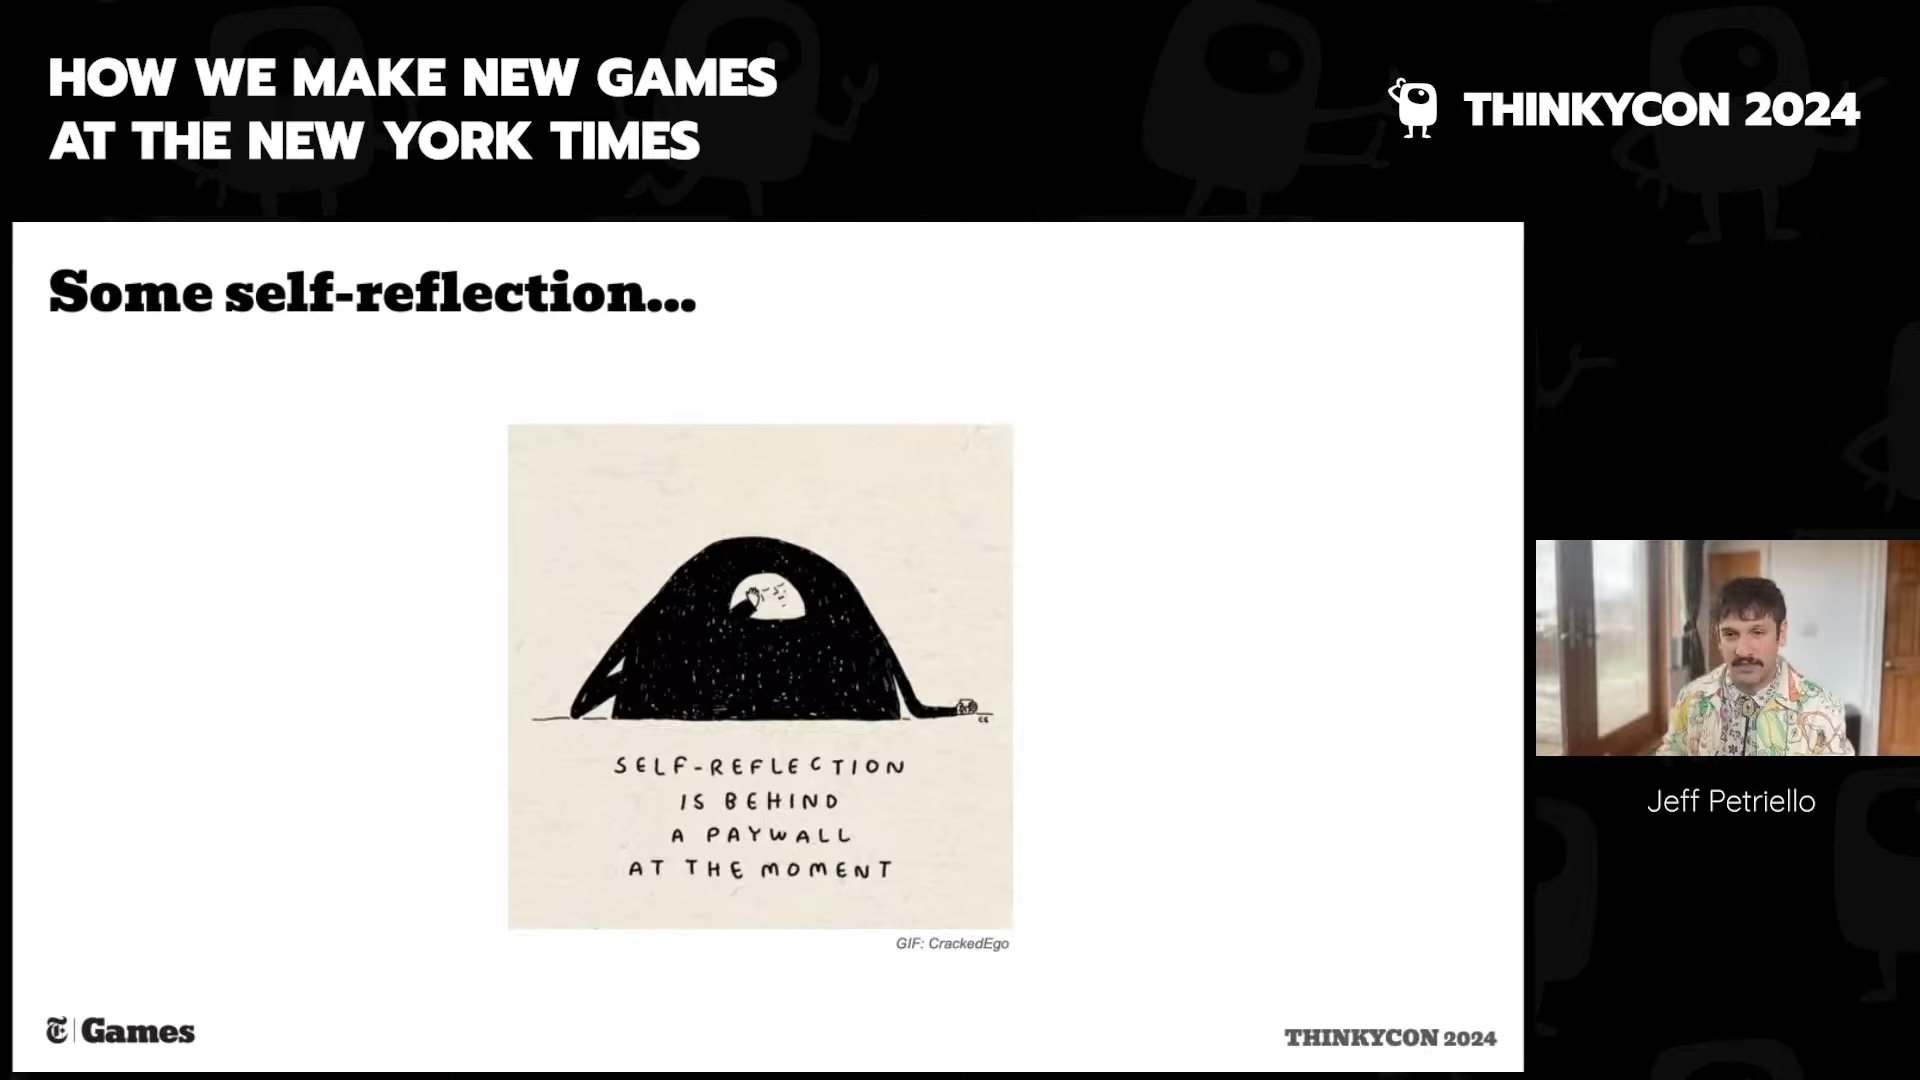 HOW WE MAKE NEW GAMES
AT THE NEW YORK TIMES
THINKYCON 2024
Some self-reflection...
SELF-REFLECTION
IS BEHIND
A PAYWALL
AT THE MOMENT
GIF: CrackedEgo
Jeff Petriello
T | Games
THINKYCON 2024